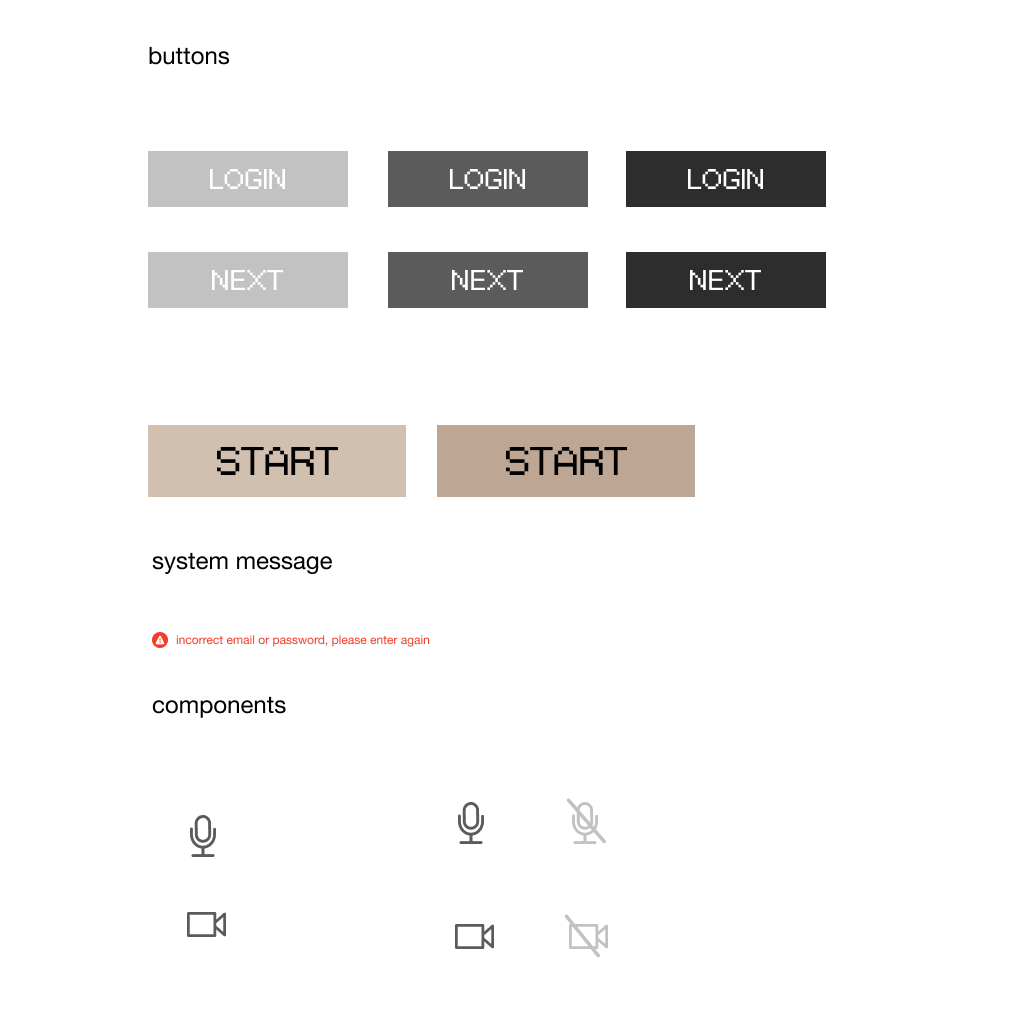 buttons
LOGIN LOGIN LOGIN
NEXT NEXT NEXT
START START
system message
incorrect email or password, please enter again
components